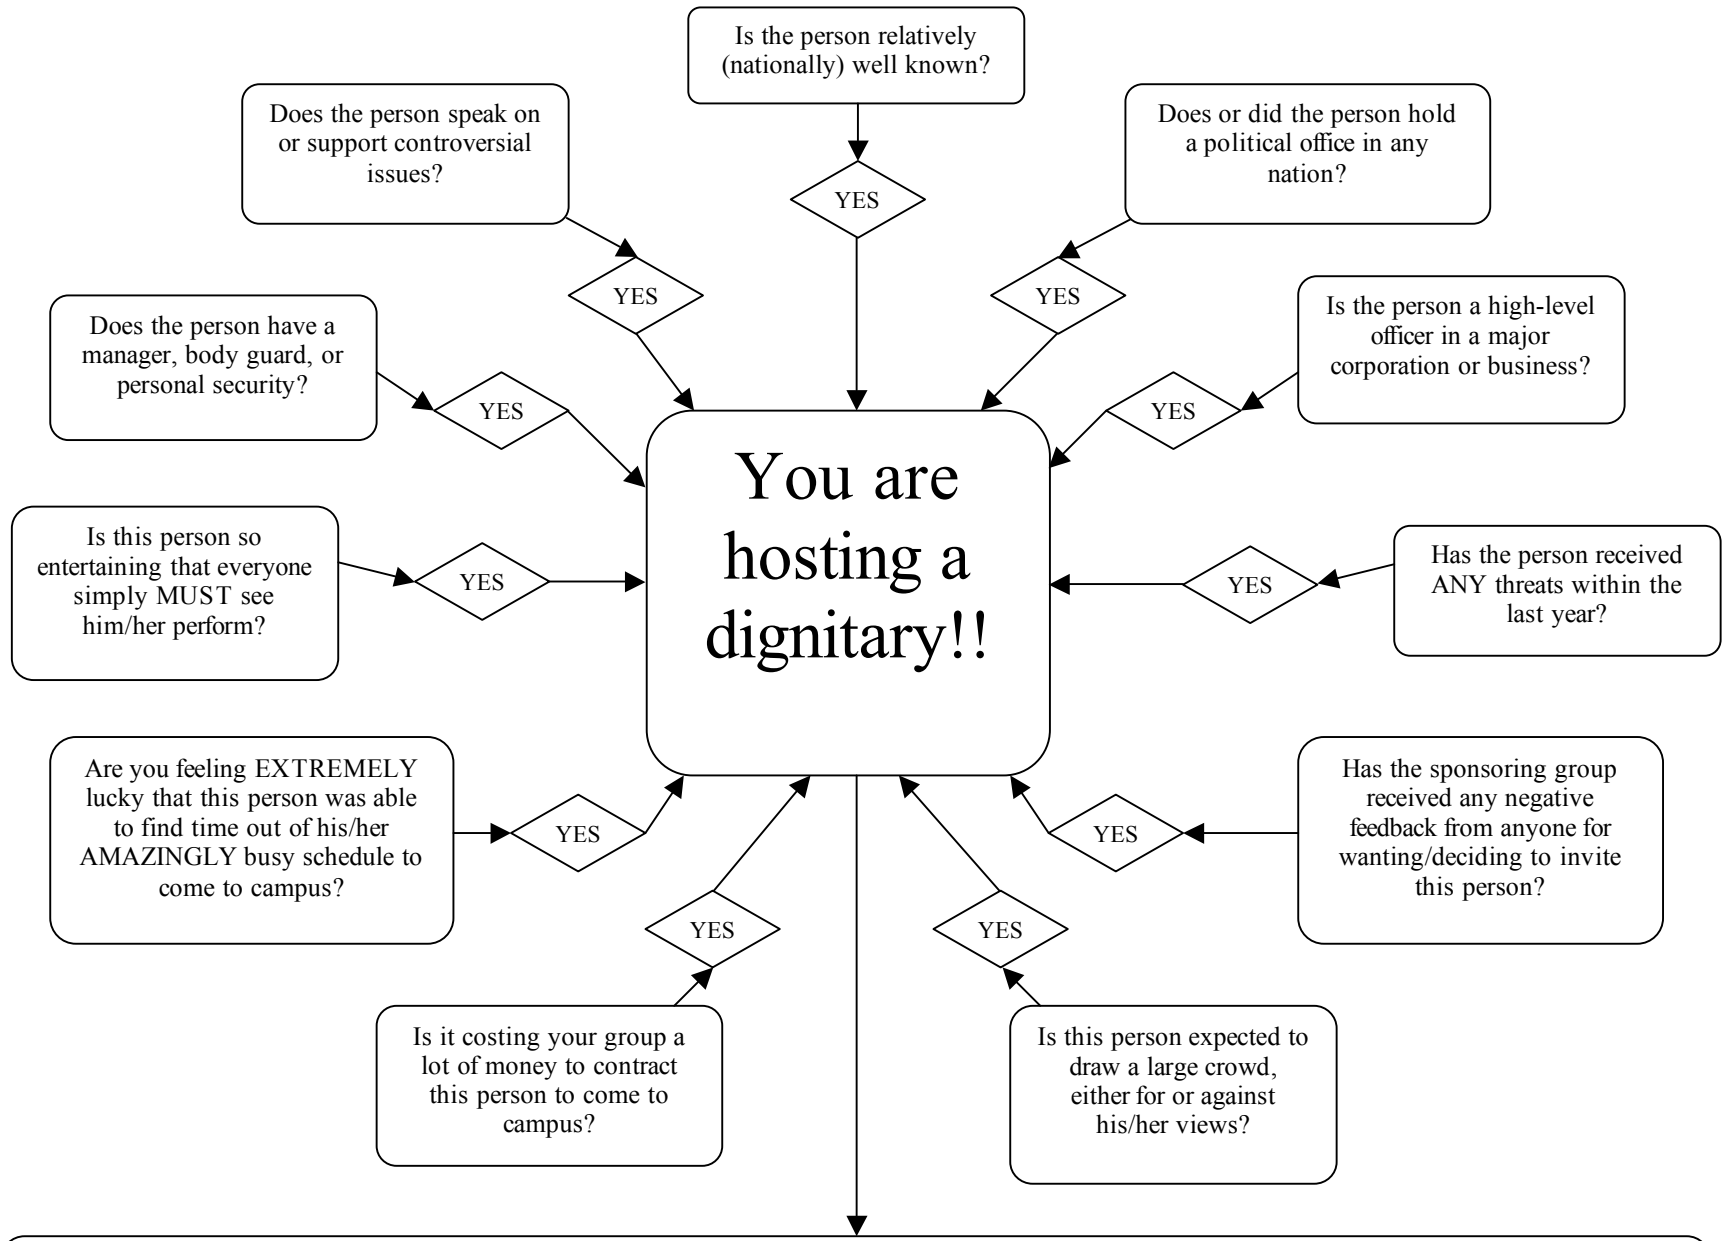 Is the person relatively
(nationally) well known?
YES
Does the person speak on
or support controversial
issues?
YES
Does or did the person hold
a political office in any
nation?
YES
Does the person have a
manager, body guard, or
personal security?
YES
Is the person a high-level
officer in a major
corporation or business?
YES
You are
hosting a
dignitary!!
Is this person so
entertaining that everyone
simply MUST see
him/her perform?
YES
Has the person received
ANY threats within the
last year?
YES
Are you feeling EXTREMELY
lucky that this person was able
to find time out of his/her
AMAZINGLY busy schedule to
come to campus?
YES
Has the sponsoring group
received any negative
feedback from anyone for
wanting/deciding to invite
this person?
YES
Is it costing your group a
lot of money to contract
this person to come to
campus?
YES
Is this person expected to
draw a large crowd,
either for or against
his/her views?
YES